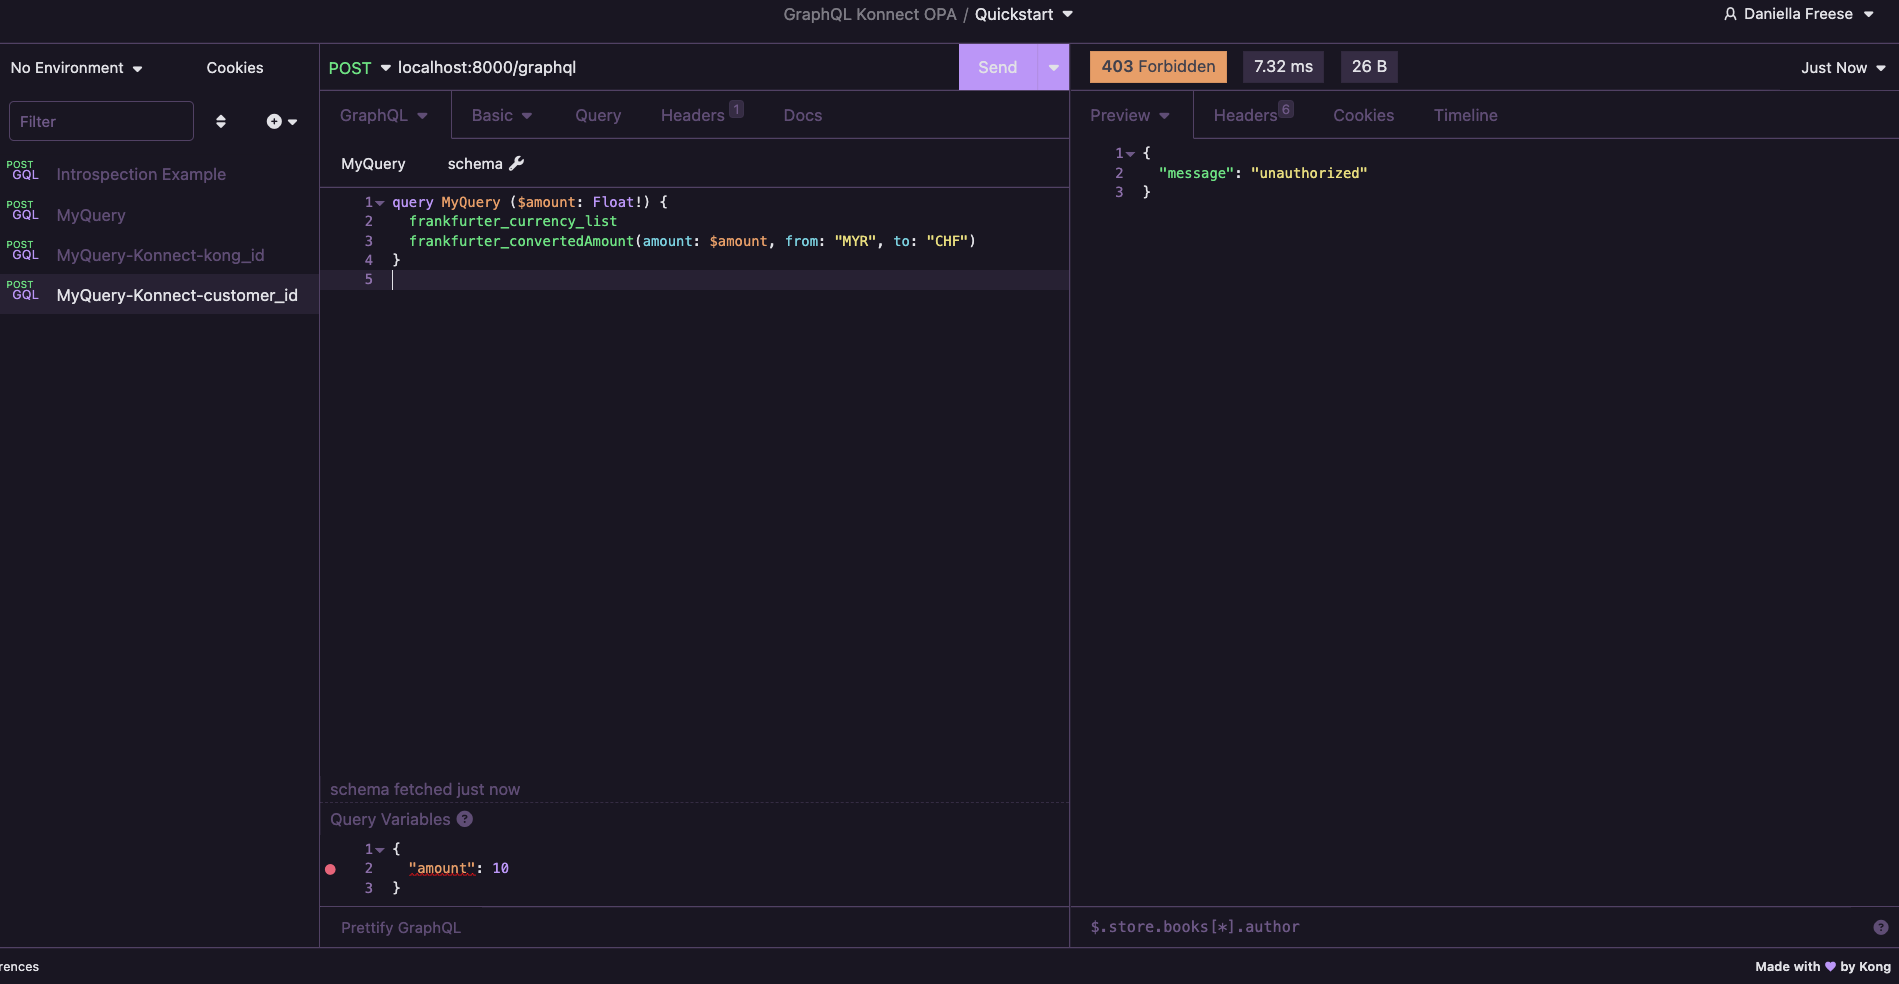 GraphQL Konnect OPA / Quickstart
Daniella Freese
No Environment
Cookies
POST localhost:8000/graphql
Send
403 Forbidden
7.32 ms
26 B
Just Now
Filter
GraphQL
Basic
Query
Headers 1
Docs
Preview
Headers 6
Cookies
Timeline
POST
GQL Introspection Example
POST
GQL MyQuery
POST
GQL MyQuery-Konnect-kong_id
POST
GQL MyQuery-Konnect-customer_id
MyQuery
schema
1 query MyQuery ($amount: Float!) {
2 frankfurter_currency_list
3 frankfurter_convertedAmount(amount: $amount, from: "MYR", to: "CHF")
4 }
5
1 {
2 "message": "unauthorized"
3 }
schema fetched just now
Query Variables ?
1 {
2 "amount": 10
3 }
Prettify GraphQL
$.store.books[*].author
?
rences
Made with ♥ by Kong